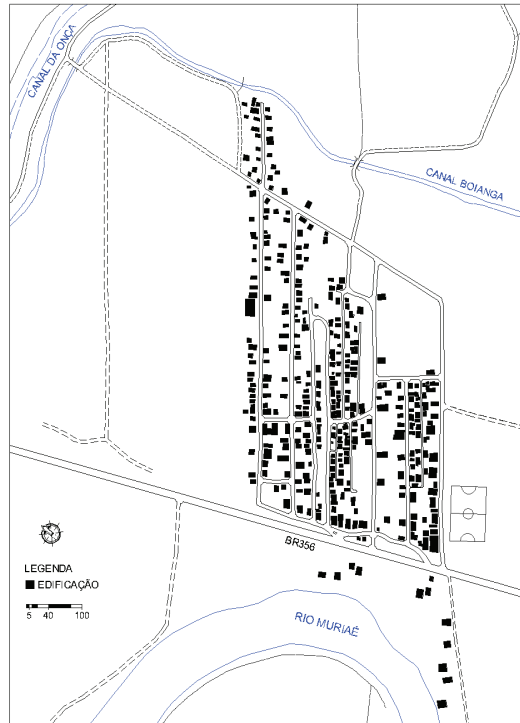 CANAL DA ONÇA
CANAL BOIANGA
BR356
LEGENDA
EDIFICAÇÃO
5 40 100
RIO MURIAÉ